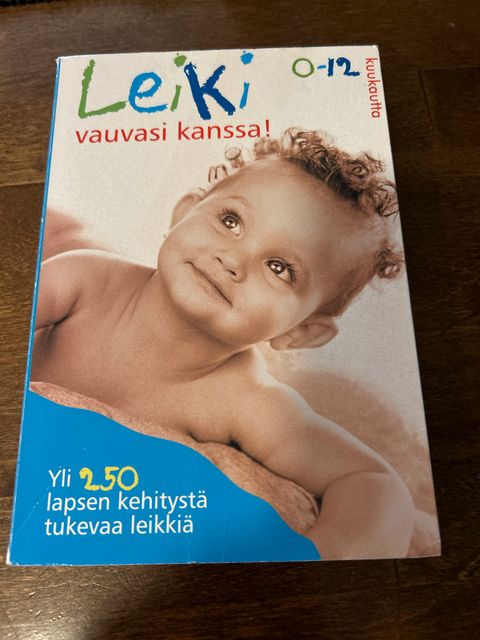 Leiki
0-12
kuukautta
vauvasi kanssa!
Yli 250
lapsen kehitystä
tukevaa leikkiä